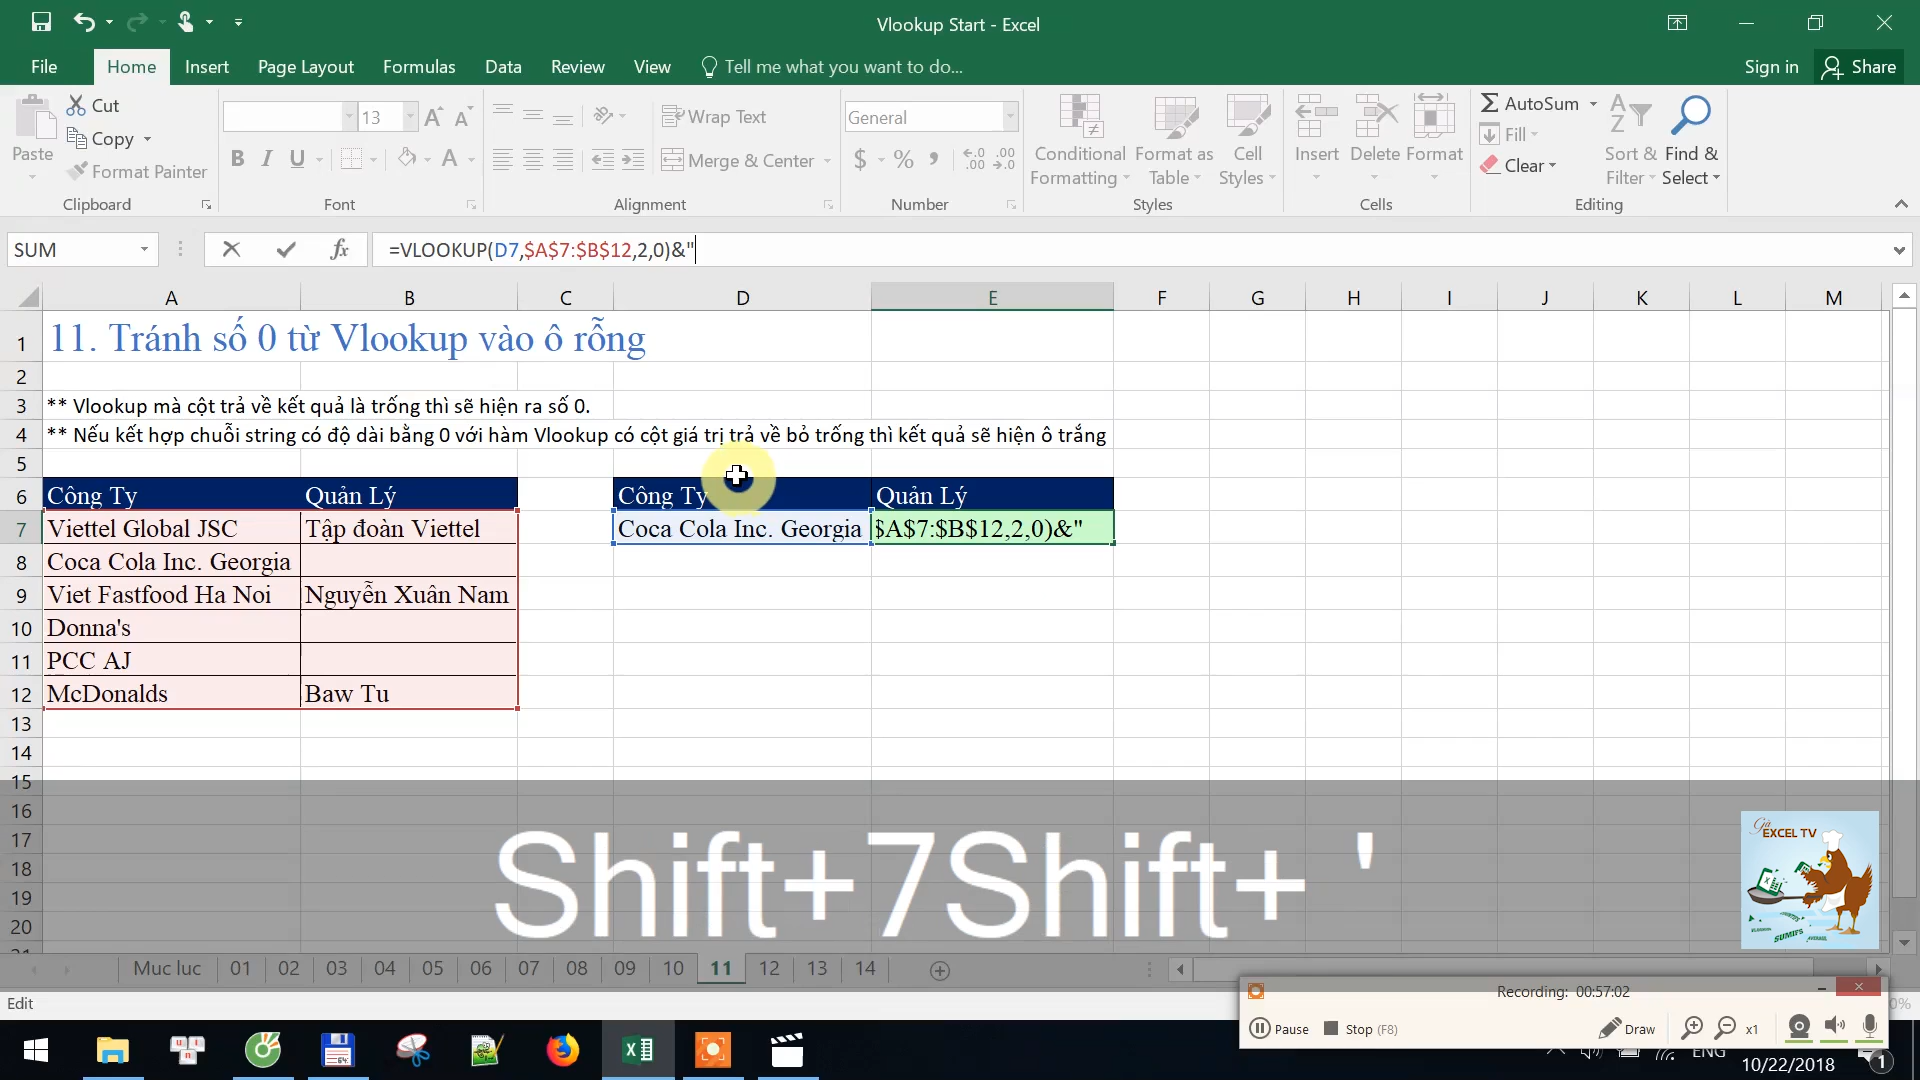 Vlookup Start - Excel
File Home Insert Page Layout Formulas Data Review View Tell me what you want to do... Sign in Share
Paste Cut Copy Format Painter Clipboard
13 B I U Font
Wrap Text Merge & Center Alignment
General $ % Number
Conditional Formatting Format as Table Cell Styles Styles
Insert Delete Format Cells
AutoSum Fill Clear Sort & Filter Find & Select Editing
SUM fx =VLOOKUP(D7,$A$7:$B$12,2,0)&"
A B C D E F G H I J K L M
1 11. Tránh số 0 từ Vlookup vào ô rỗng
2
3 ** Vlookup mà cột trả về kết quả là trống thì sẽ hiện ra số 0.
4 ** Nếu kết hợp chuỗi string có độ dài bằng 0 với hàm Vlookup có cột giá trị trả về bỏ trống thì kết quả sẽ hiện ô trắng
5
6 Công Ty Quản Lý Công Ty Quản Lý
7 Viettel Global JSC Tập đoàn Viettel Coca Cola Inc. Georgia $A$7:$B$12,2,0)&"
8 Coca Cola Inc. Georgia
9 Viet Fastfood Ha Noi Nguyễn Xuân Nam
10 Donna's
11 PCC AJ
12 McDonalds Baw Tu
13
14
15
16
17
18
19
20
Shift+7Shift+ '
Gà EXCEL TV
SUMIFS
Muc luc 01 02 03 04 05 06 07 08 09 10 11 12 13 14
Edit
Recording: 00:57:02
Pause Stop (F8) Draw x1
ENG
10/22/2018
1